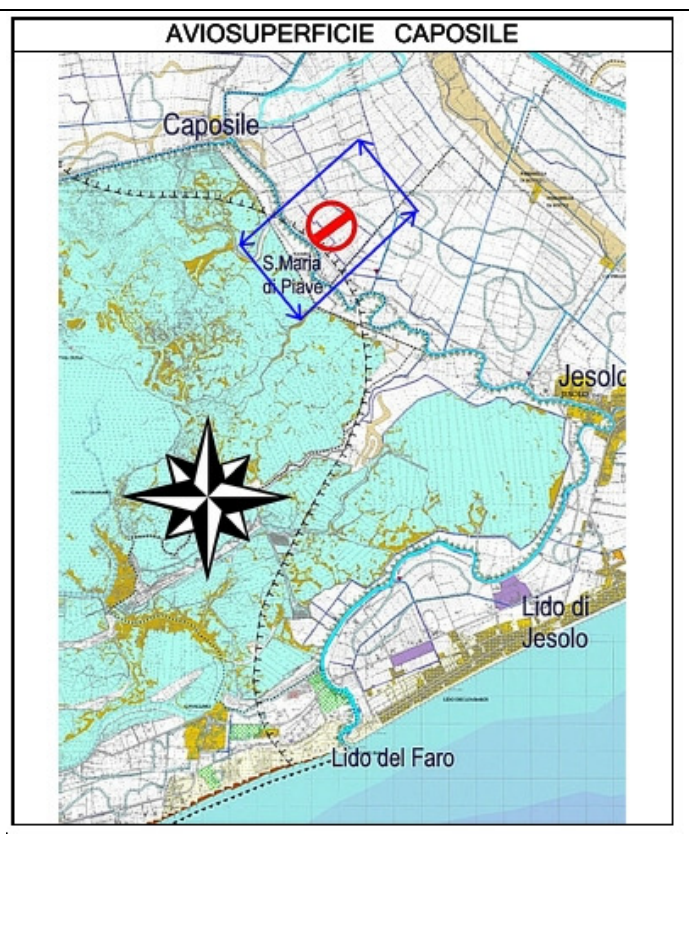 AVIOSUPERFICIE CAPOSILE
Caposile
S.Maria
di Piave
Jesolo
Lido di
Jesolo
Lido del Faro